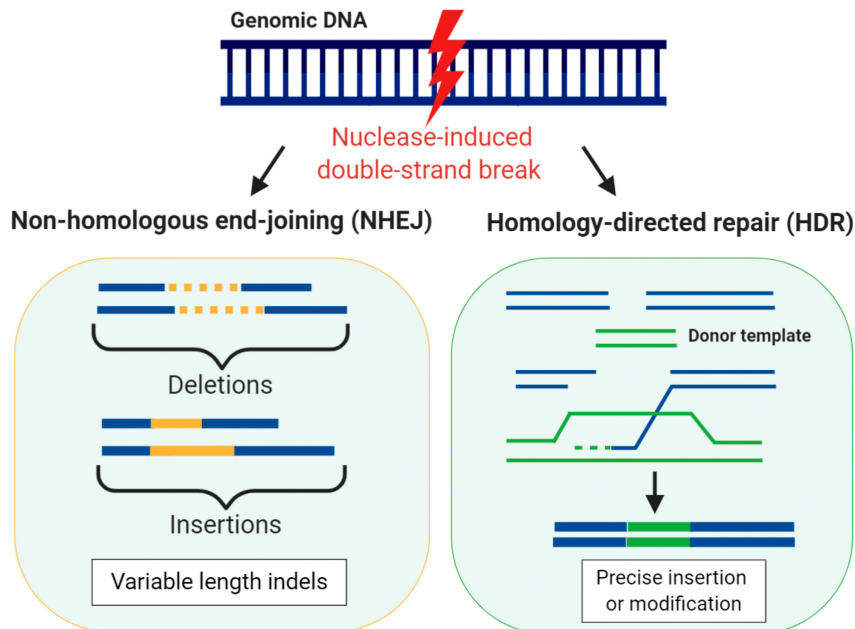 Genomic DNA
Nuclease-induced
double-strand break
Non-homologous end-joining (NHEJ)
Deletions
Insertions
Variable length indels
Homology-directed repair (HDR)
Donor template
Precise insertion
or modification